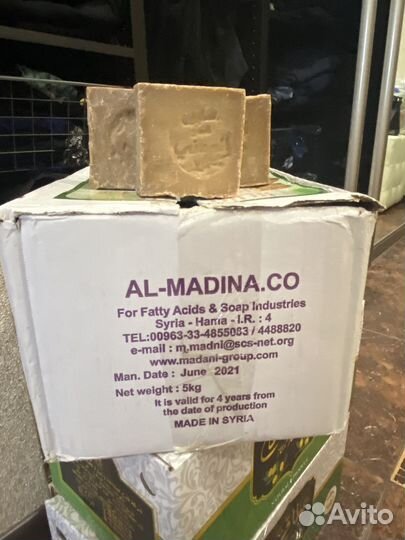 AL-MADINA.CO
For Fatty Acids & Soap Industries
Syria - Hama - I.R. : 4
TEL:00963-33-4855083 / 4488820
e-mail : m.madni@scs-net.org
www.madani-group.com
Man. Date : June 2021
Net weight : 5kg
It is valid for 4 years from
the date of production
MADE IN SYRIA
Avito